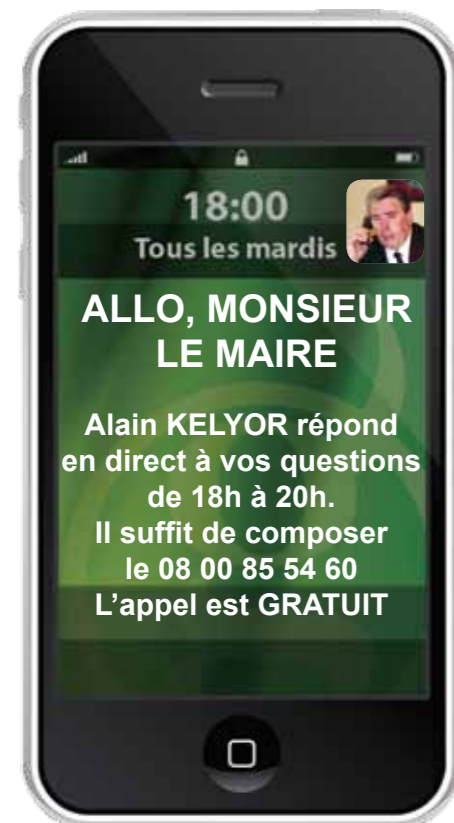 18:00
Tous les mardis
ALLO, MONSIEUR
LE MAIRE
Alain KELYOR répond
en direct à vos questions
de 18h à 20h.
Il suffit de composer
le 08 00 85 54 60
L’appel est GRATUIT